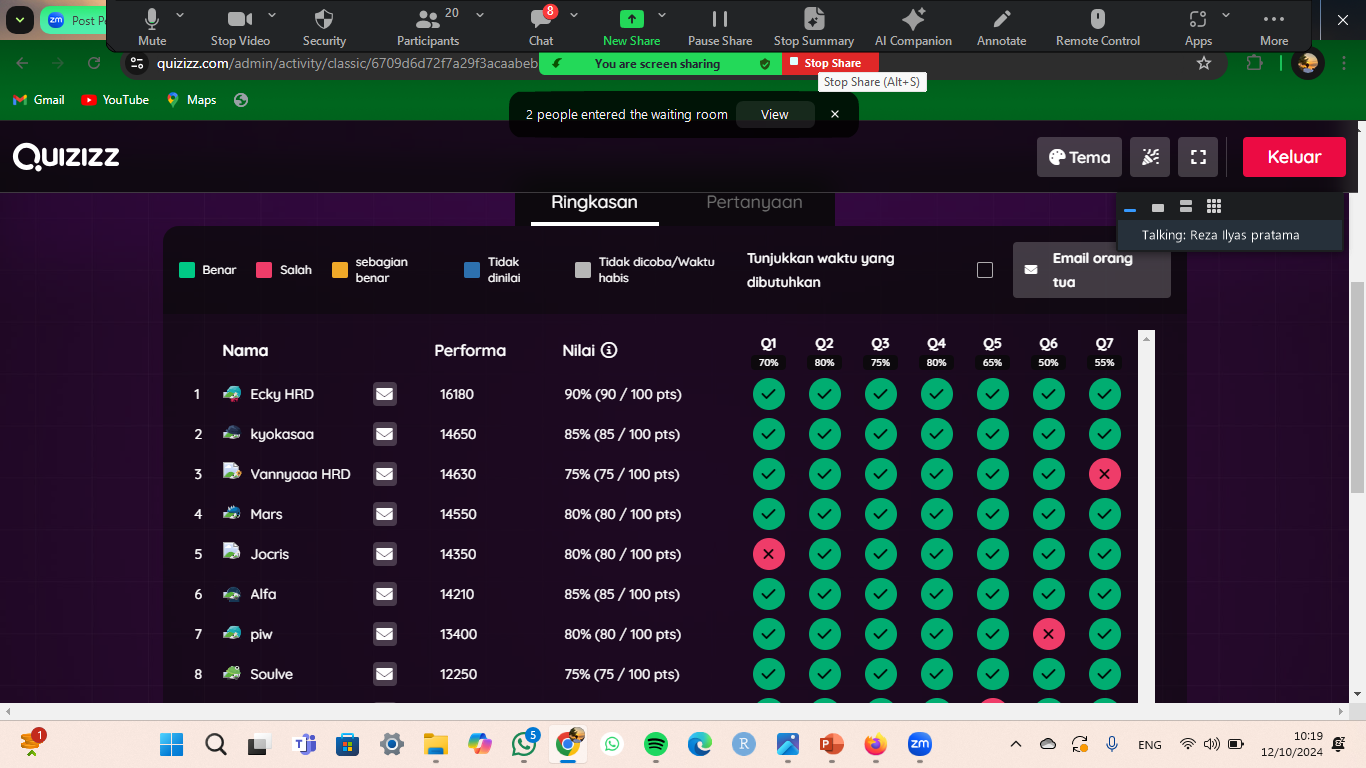 Post Po
20
8
Mute
Stop Video
Security
Participants
Chat
New Share
Pause Share
Stop Summary
AI Companion
Annotate
Remote Control
Apps
More
quizizz.com/admin/activity/classic/6709d6d72f7a29f3acaabeb
You are screen sharing
Stop Share
Stop Share (Alt+S)
Gmail
YouTube
Maps
2 people entered the waiting room
View
Quizizz
Tema
Keluar
Ringkasan
Pertanyaan
Talking: Reza Ilyas pratama
Benar
Salah
sebagian
benar
Tidak
dinilai
Tidak dicoba/Waktu
habis
Tunjukkan waktu yang
dibutuhkan
Email orang
tua
Nama Performa Nilai Q1 Q2 Q3 Q4 Q5 Q6 Q7
70% 80% 75% 80% 65% 50% 55%
1 Ecky HRD 16180 90% (90 / 100 pts)
2 kyokasaa 14650 85% (85 / 100 pts)
3 Vannyaaa HRD 14630 75% (75 / 100 pts)
4 Mars 14550 80% (80 / 100 pts)
5 Jocris 14350 80% (80 / 100 pts)
6 Alfa 14210 85% (85 / 100 pts)
7 piw 13400 80% (80 / 100 pts)
8 Soulve 12250 75% (75 / 100 pts)
1
5
R
zm
ENG
10:19
12/10/2024